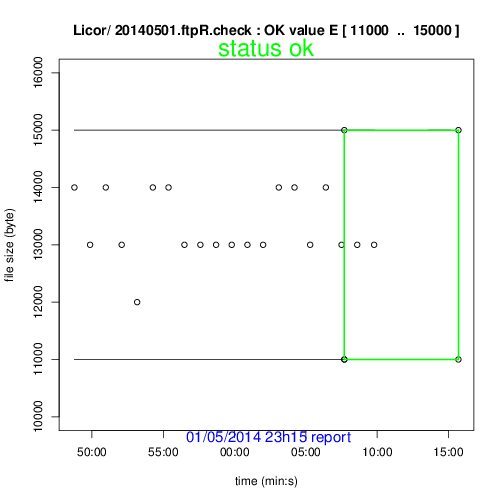 Licor/ 20140501.ftpR.check : OK value E [ 11000 .. 15000 ]
status ok
16000
15000
14000
13000
12000
11000
10000
file size (byte)
01/05/2014 23h15 report
50:00 55:00 00:00 05:00 10:00 15:00
time (min:s)